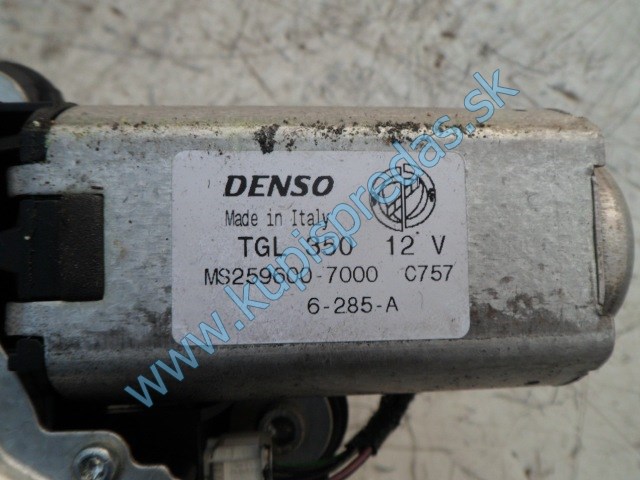 DENSO
Made in Italy
TGL 350 12 V
MS259600-7000 C757
6-285-A
www.kupispredas.sk